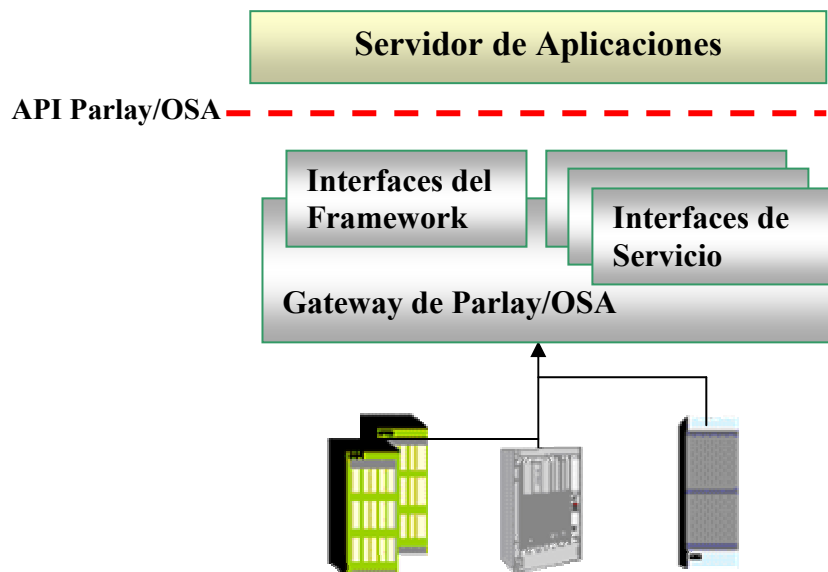 Servidor de Aplicaciones
API Parlay/OSA
Interfaces del
Framework
Interfaces de
Servicio
Gateway de Parlay/OSA